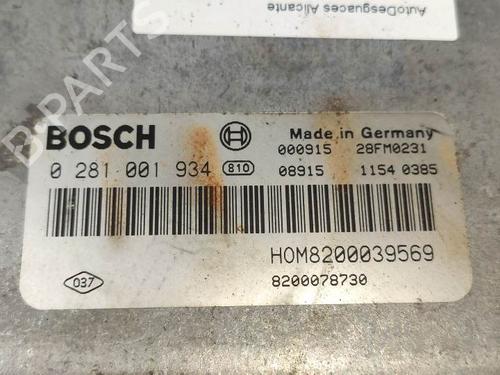 AutoDesguaces Alicante
B-PARTS
BOSCH
Made in Germany
000915 28FM0231
0 281 001 934 810
08915 1154 0385
HOM8200039569
037
8200078730